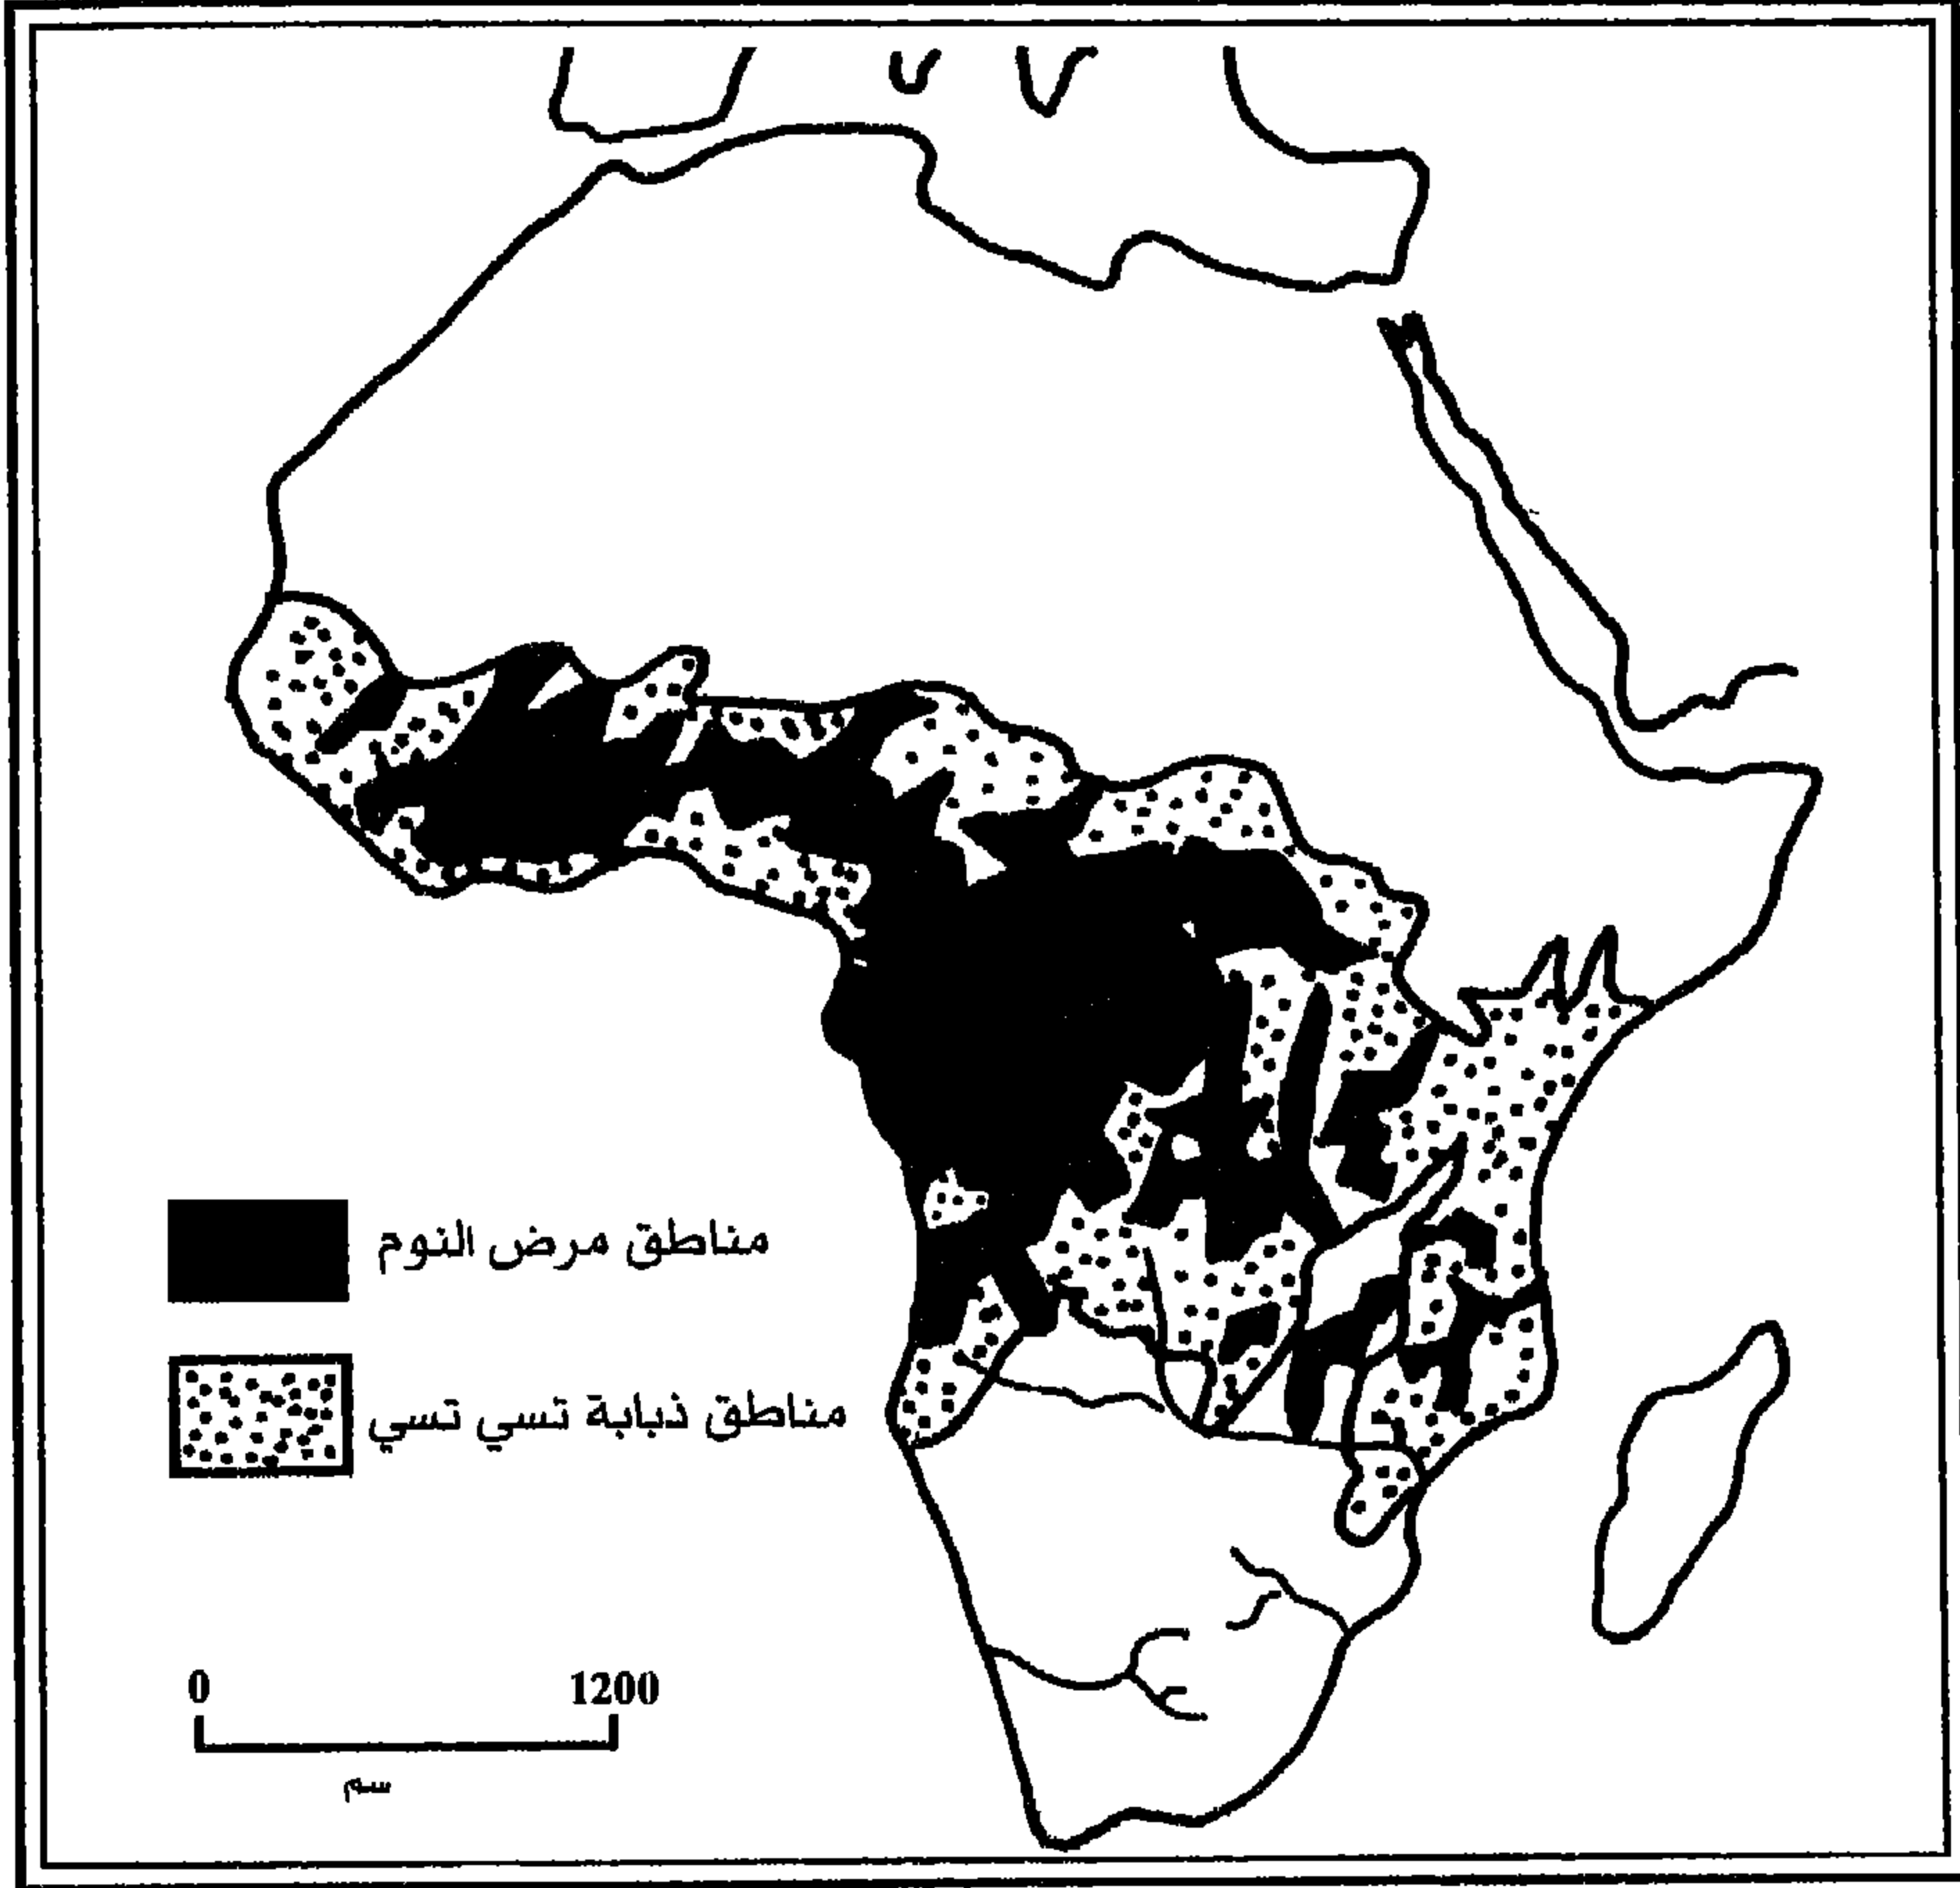 مناطق مرض النوم
مناطق ذبابة تسي تسي
0 1200
سم